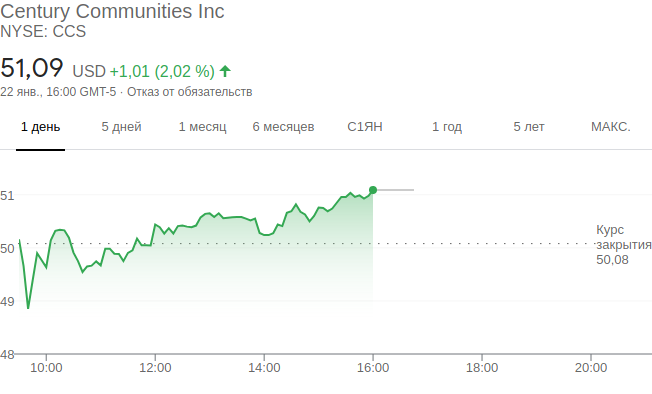 Century Communities Inc
NYSE: CCS
51,09 USD +1,01 (2,02 %)
22 янв., 16:00 GMT-5 · Отказ от обязательств
1 день 5 дней 1 месяц 6 месяцев С1ЯН 1 год 5 лет МАКС.
51
Курс
50 закрытия
50,08
49
48
10:00 12:00 14:00 16:00 18:00 20:00